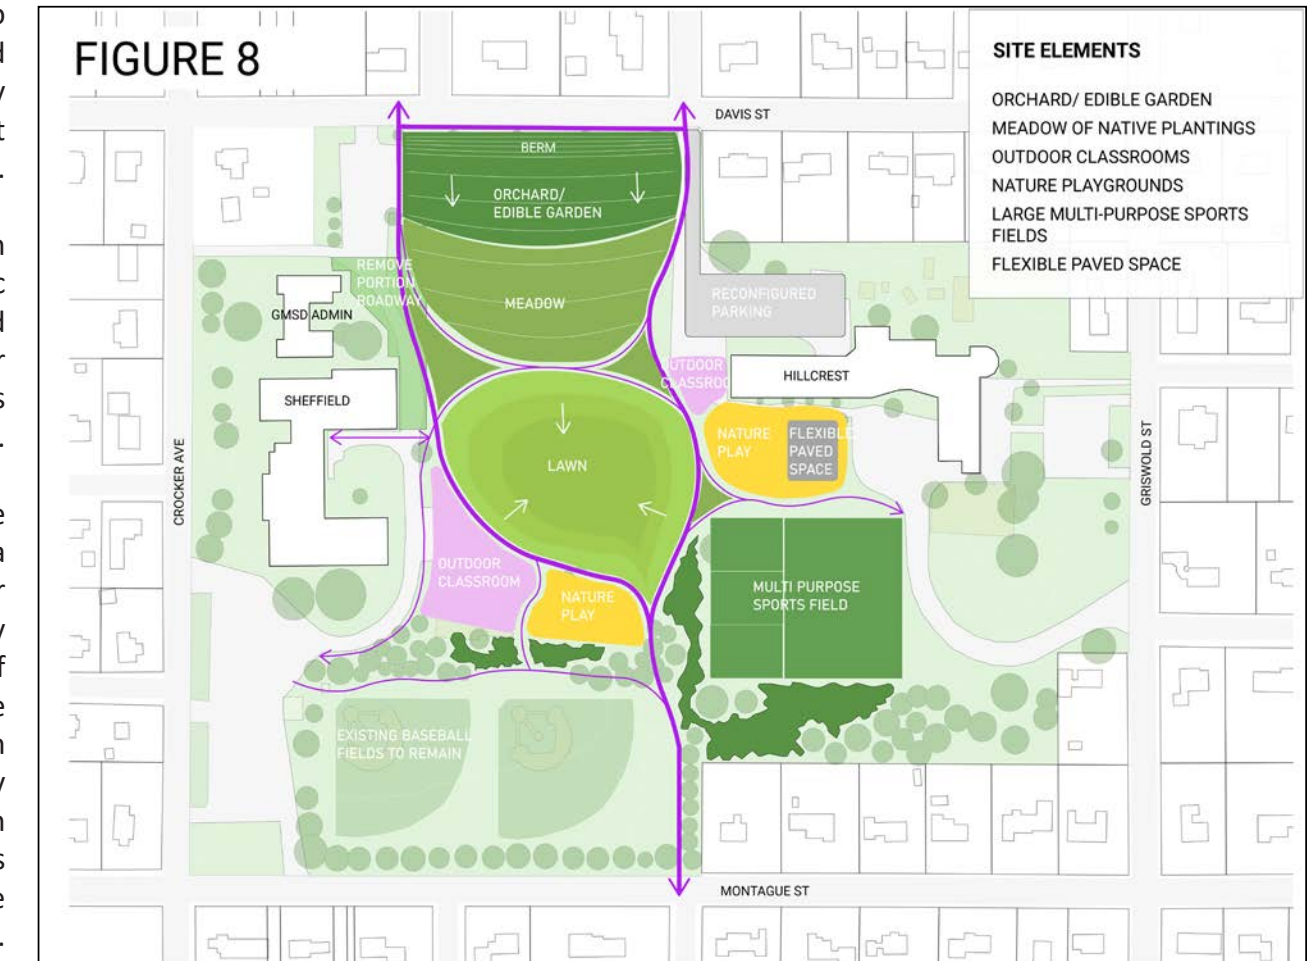 FIGURE 8
SITE ELEMENTS
ORCHARD/ EDIBLE GARDEN
MEADOW OF NATIVE PLANTINGS
OUTDOOR CLASSROOMS
NATURE PLAYGROUNDS
LARGE MULTI-PURPOSE SPORTS
FIELDS
FLEXIBLE PAVED SPACE
DAVIS ST
BERM
ORCHARD/
EDIBLE GARDEN
REMOVE
PORTION
ROADWAY
MEADOW
RECONFIGURED
PARKING
GMSD ADMIN
OUTDOOR
HILLCREST
SHEFFIELD
NATURE
PLAY
FLEXIBLE
PAVED
SPACE
LAWN
CROCKER AVE
GRISWOLD ST
OUTDOOR
CLASSROOM
NATURE
PLAY
MULTI PURPOSE
SPORTS FIELD
EXISTING BASEBALL
FIELDS TO REMAIN
MONTAGUE ST